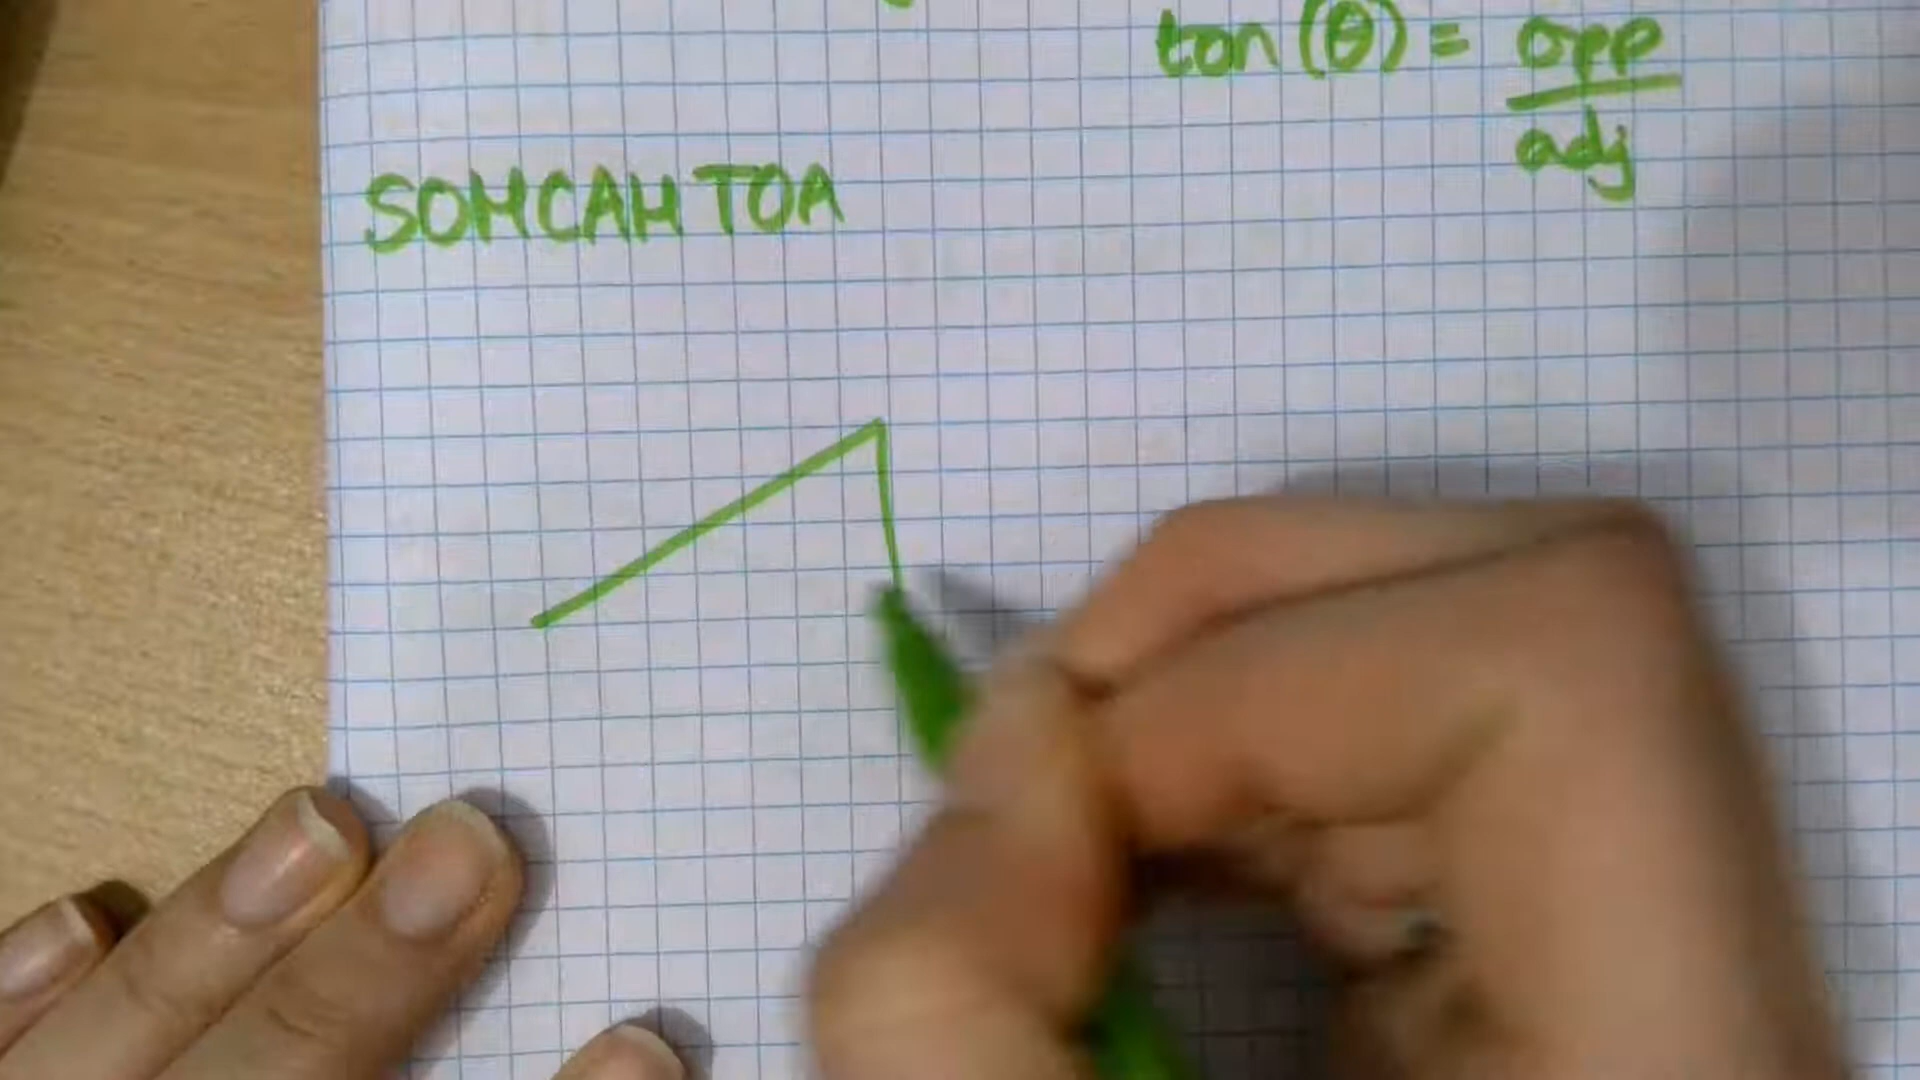 tan (θ) = opp
adj
SOHCAH TOA